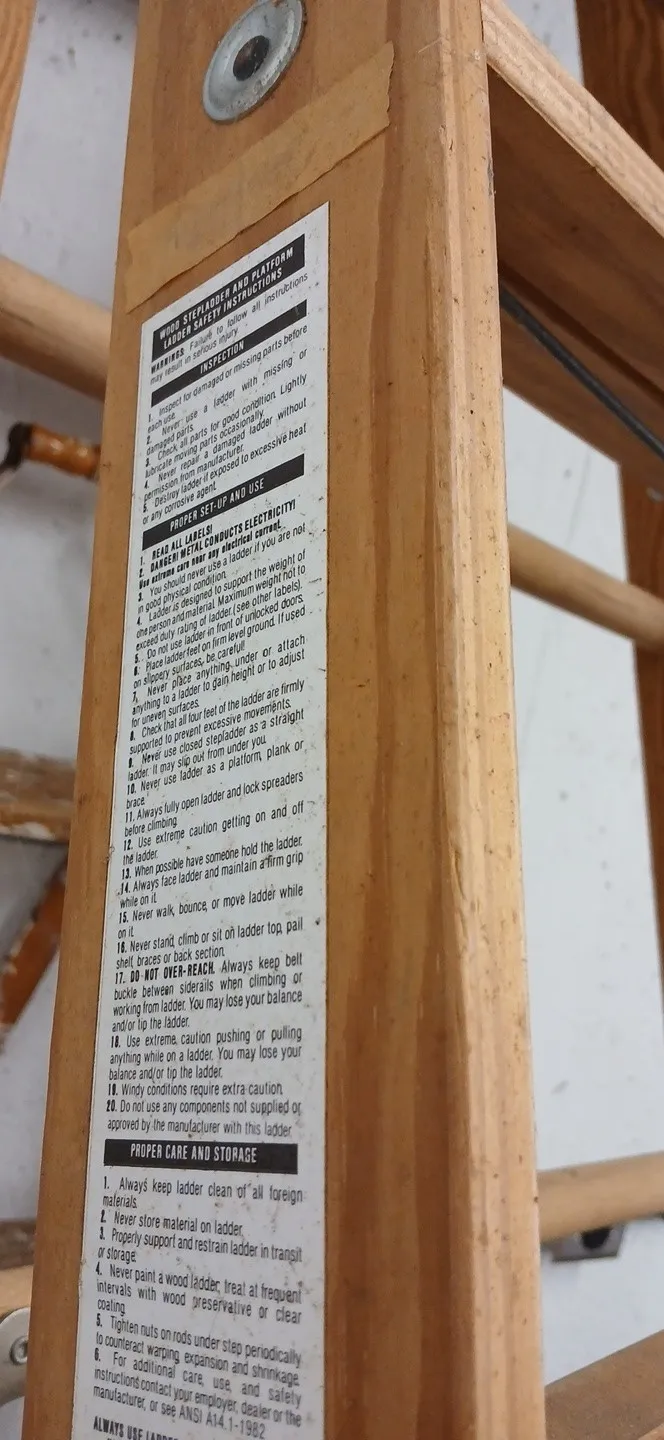 WOOD STEPLADDER AND PLATFORM
LADDER SAFETY INSTRUCTIONS
WARNINGS: Failure to follow all instructions
may result in serious injury.
INSPECTION
1. Inspect for damaged or missing parts before
each use.
2. Never use a ladder with missing or
damaged parts.
3. Check all parts for good condition. Lightly
lubricate moving parts occasionally.
4. Never repair a damaged ladder without
permission from manufacturer.
5. Destroy ladder if exposed to excessive heat
or any corrosive agent.
PROPER SET-UP AND USE
1. READ ALL LABELS!
2. DANGER! METAL CONDUCTS ELECTRICITY!
Use extreme care near any electrical current.
3. You should never use a ladder if you are not
in good physical condition.
4. Ladder is designed to support the weight of
one person and material. Maximum weight not to
exceed duty rating of ladder (see other labels).
5. Do not use ladder in front of unlocked doors.
6. Place ladder feet on firm level ground. If used
on slippery surfaces, be careful!
7. Never place anything under or attach
anything to a ladder to gain height or to adjust
for uneven surfaces.
8. Check that all four feet of the ladder are firmly
supported to prevent excessive movements.
9. Never use closed stepladder as a straight
ladder. It may slip out from under you.
10. Never use ladder as a platform, plank or
brace.
11. Always fully open ladder and lock spreaders
before climbing.
12. Use extreme caution getting on and off
the ladder.
13. When possible have someone hold the ladder.
14. Always face ladder and maintain a firm grip
while on it.
15. Never walk, bounce, or move ladder while
on it.
16. Never stand, climb or sit on ladder top, pail
shelf, braces or back section.
17. DO NOT OVER-REACH. Always keep belt
buckle between siderails when climbing or
working from ladder. You may lose your balance
and/or tip the ladder.
18. Use extreme caution pushing or pulling
anything while on a ladder. You may lose your
balance and/or tip the ladder.
19. Windy conditions require extra caution.
20. Do not use any components not supplied or
approved by the manufacturer with this ladder.
PROPER CARE AND STORAGE
1. Always keep ladder clean of all foreign
materials.
2. Never store material on ladder.
3. Properly support and restrain ladder in transit
or storage.
4. Never paint a wood ladder, treat at frequent
intervals with wood preservative or clear
coating.
5. Tighten nuts on rods under step periodically
to counteract warping expansion and shrinkage.
6. For additional care, use, and safety
instructions contact your employer, dealer or the
manufacturer, or see ANSI A14.1-1982
ALWAYS USE